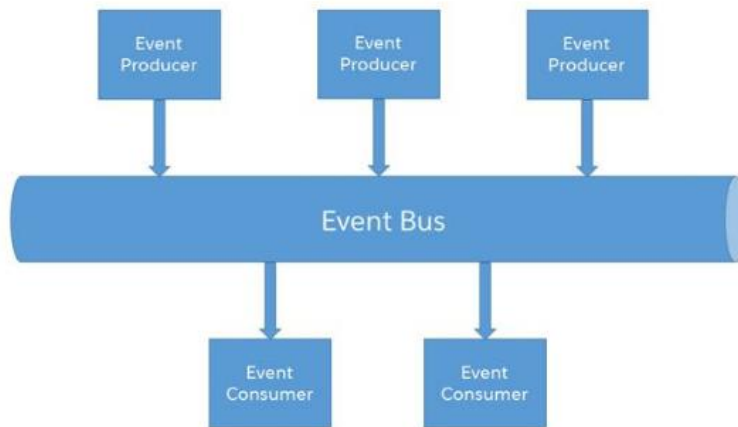 Event
Producer
Event
Producer
Event
Producer
Event Bus
Event
Consumer
Event
Consumer